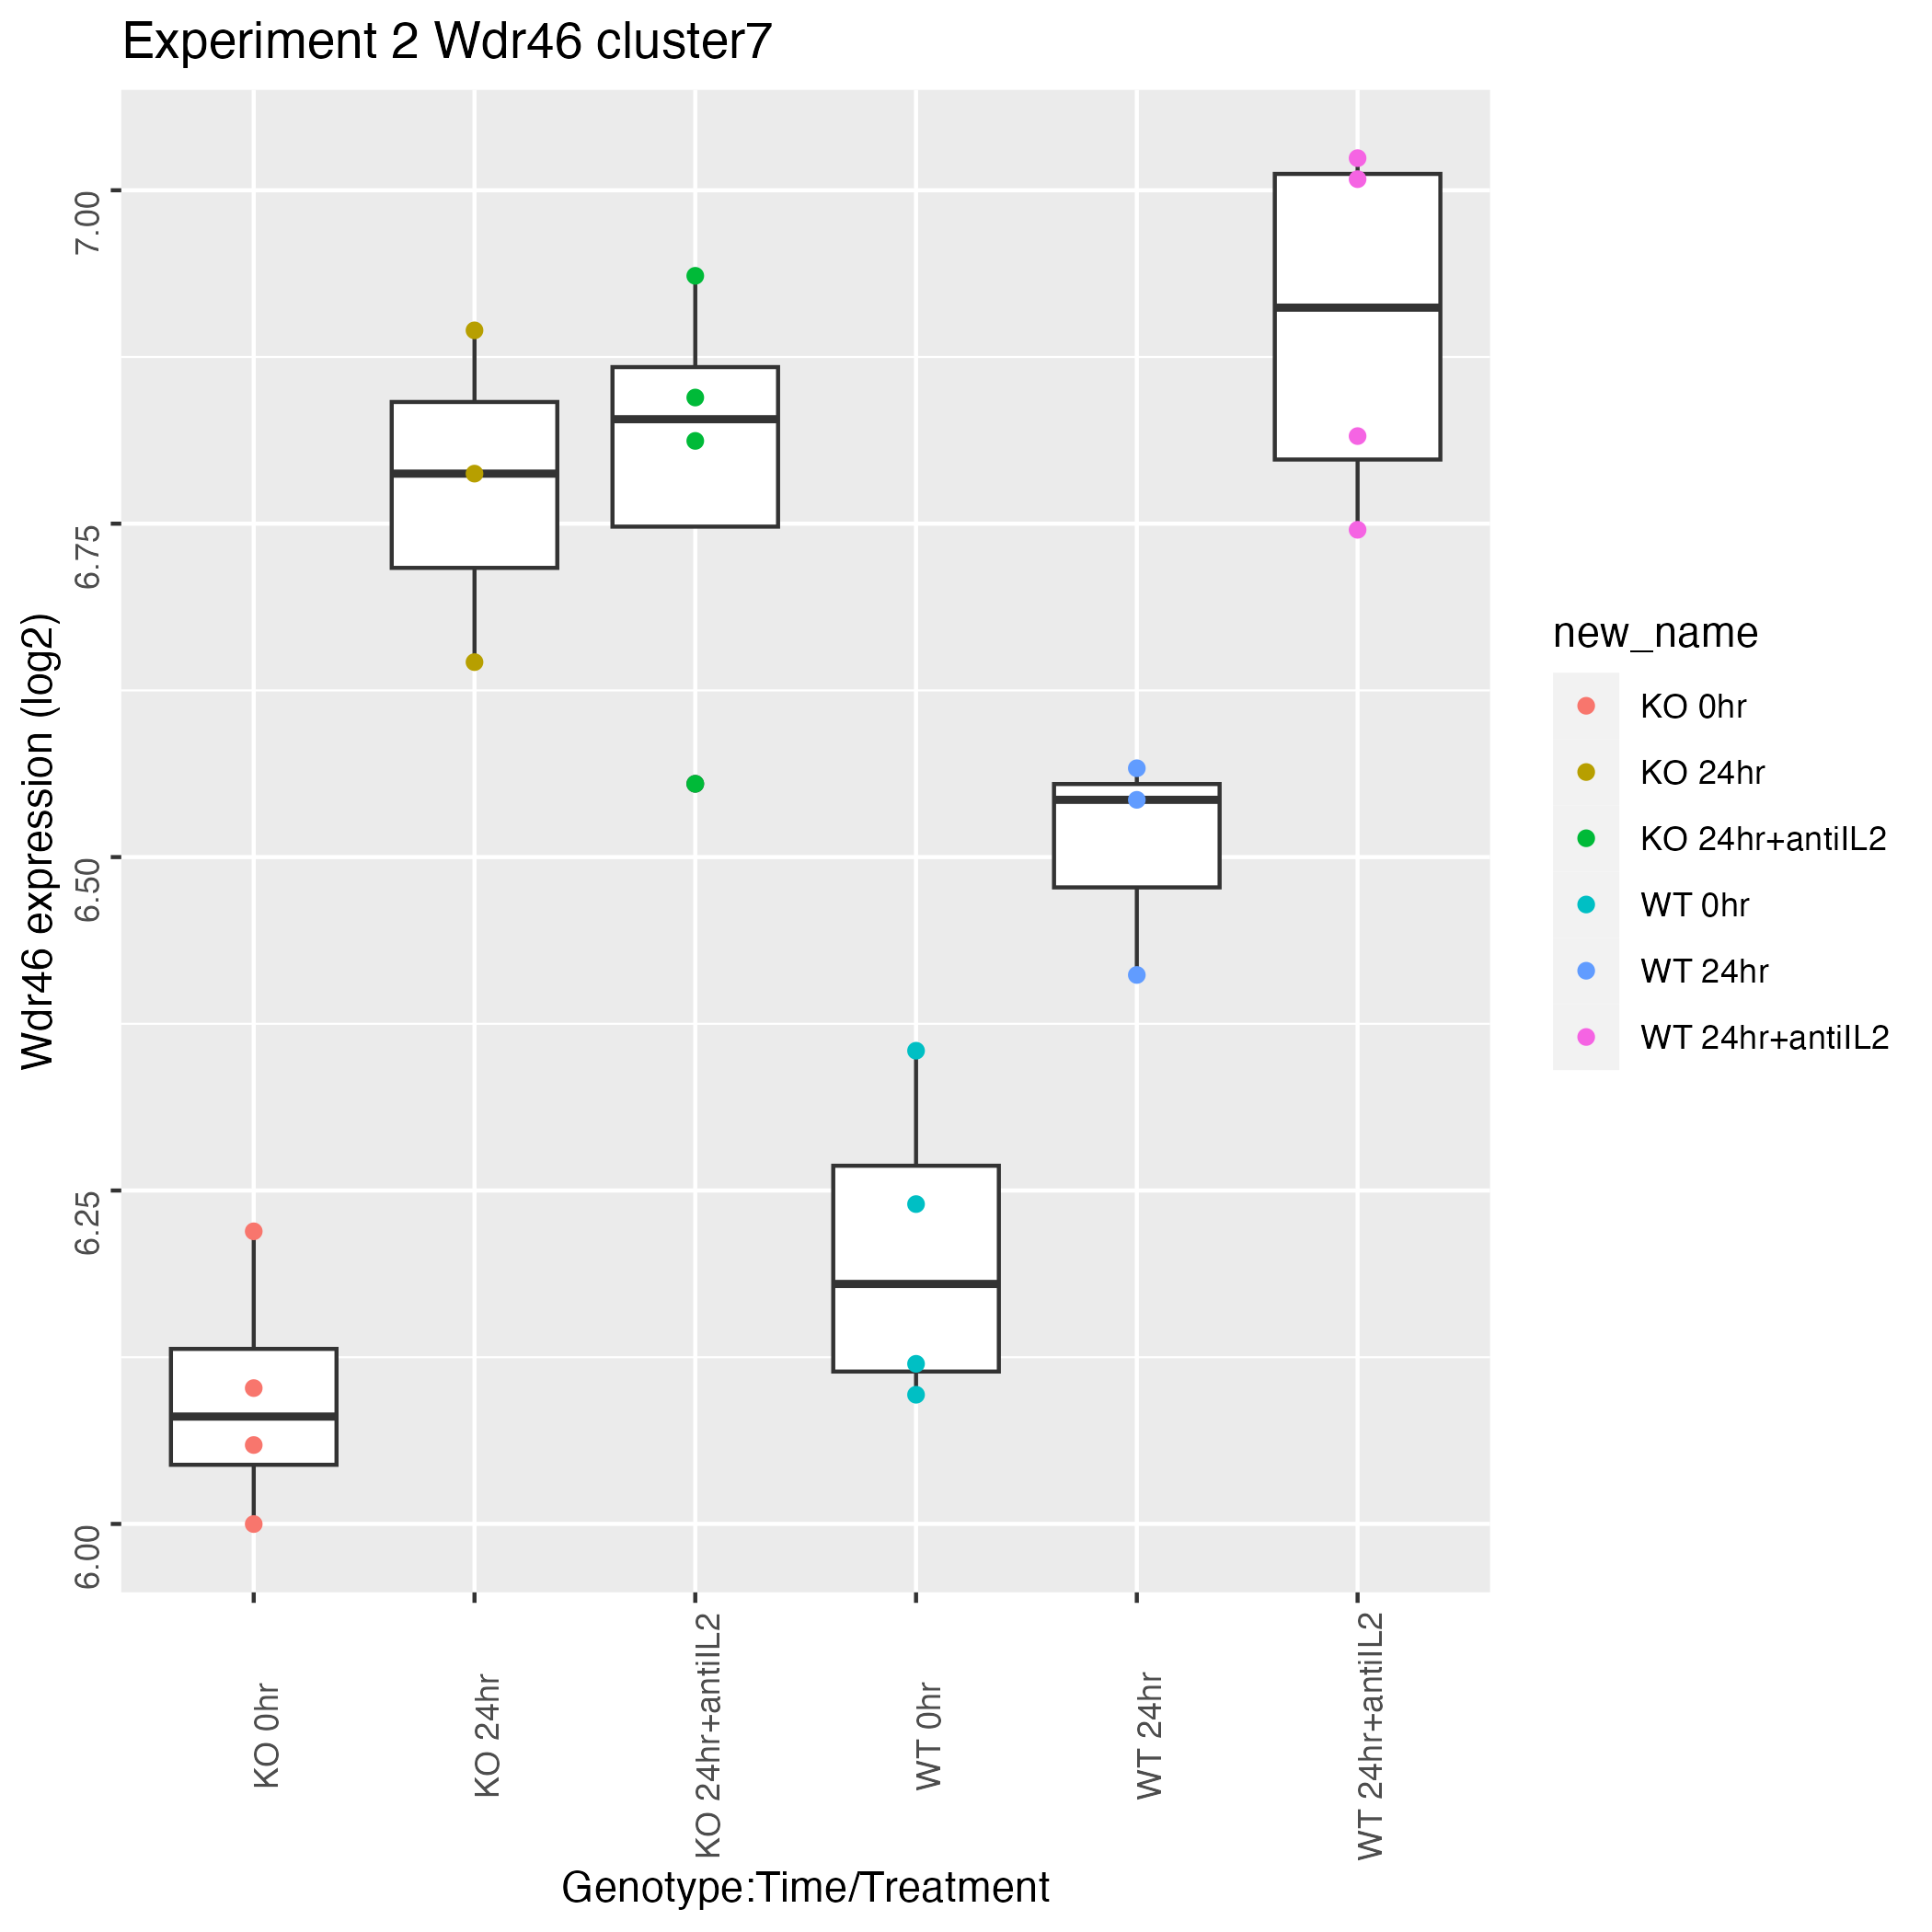 Experiment 2 Wdr46 cluster7
Wdr46 expression (log2)
7.00
6.75
6.50
6.25
6.00
KO 0hr
KO 24hr
KO 24hr+antiIL2
WT 0hr
WT 24hr
WT 24hr+antiIL2
Genotype:Time/Treatment
new_name
KO 0hr
KO 24hr
KO 24hr+antiIL2
WT 0hr
WT 24hr
WT 24hr+antiIL2